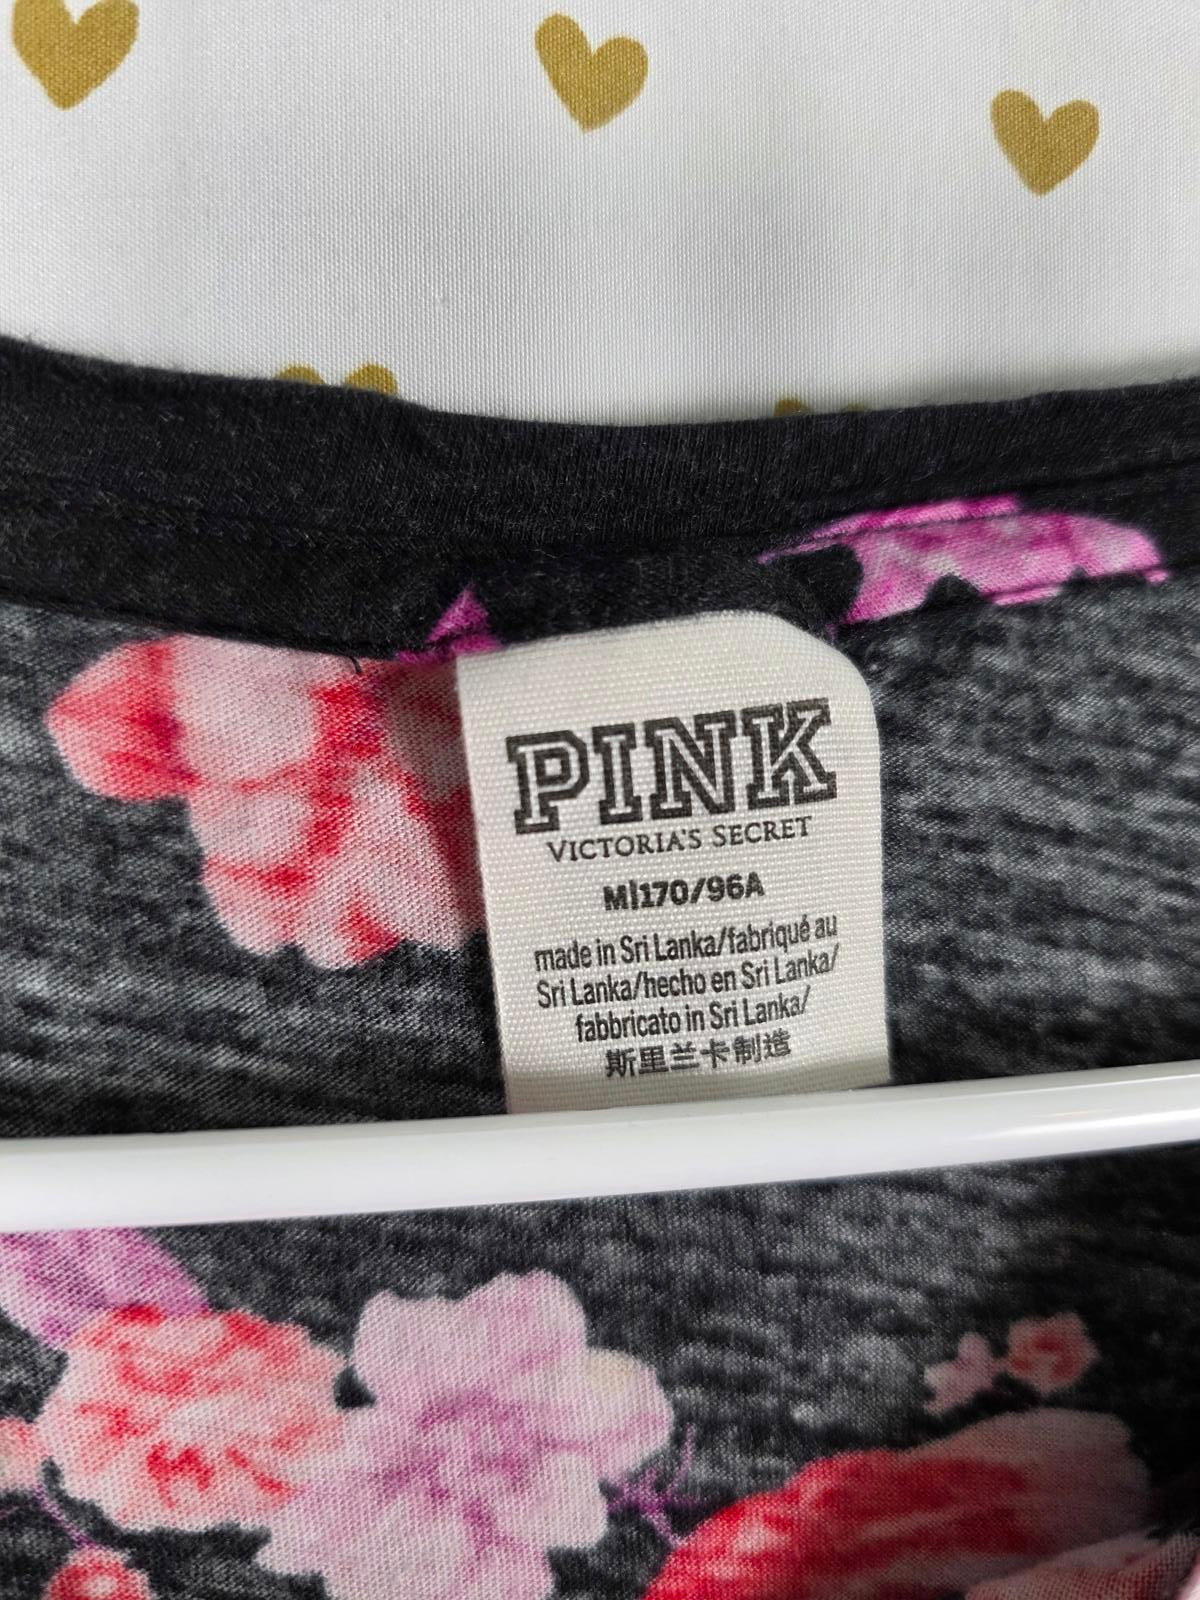 PINK
VICTORIA'S SECRET
M|170/96A
made in Sri Lanka/fabriqué au
Sri Lanka/hecho en Sri Lanka/
fabbricato in Sri Lanka/
斯里兰卡制造